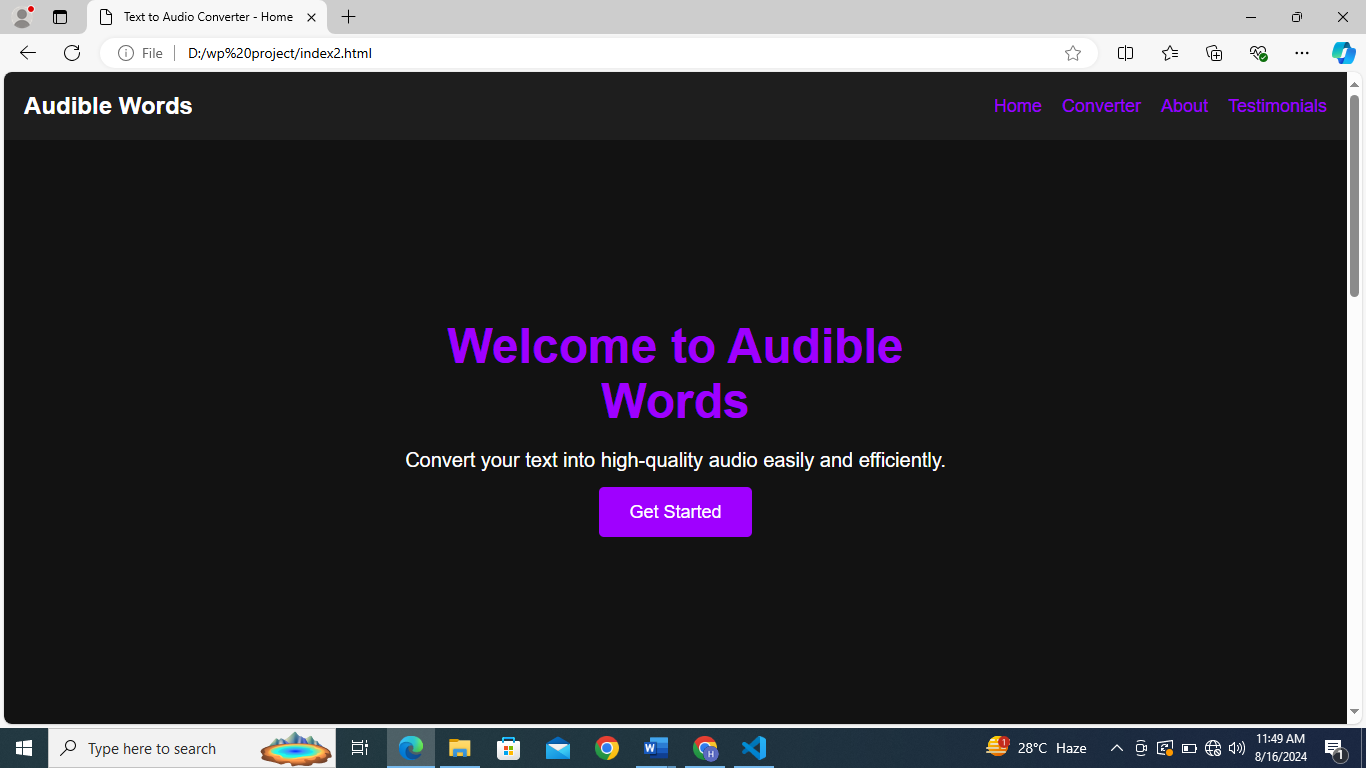 Text to Audio Converter - Home
File
D:/wp%20project/index2.html
Audible Words
Home Converter About Testimonials
Welcome to Audible
Words
Convert your text into high-quality audio easily and efficiently.
Get Started
Type here to search
1
28°C Haze
11:49 AM
8/16/2024
1
H